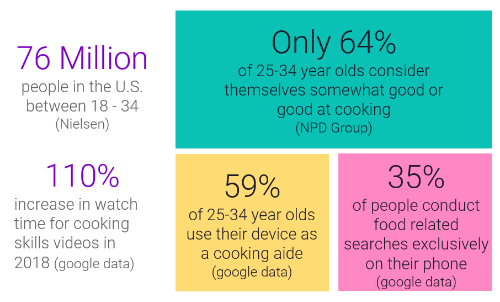 76 Million
people in the U.S.
between 18 - 34
(Nielsen)
Only 64%
of 25-34 year olds consider
themselves somewhat good or
good at cooking
(NPD Group)
110%
increase in watch
time for cooking
skills videos in
2018 (google data)
59%
of 25-34 year olds
use their device as
a cooking aide
(google data)
35%
of people conduct
food related
searches exclusively
on their phone
(google data)